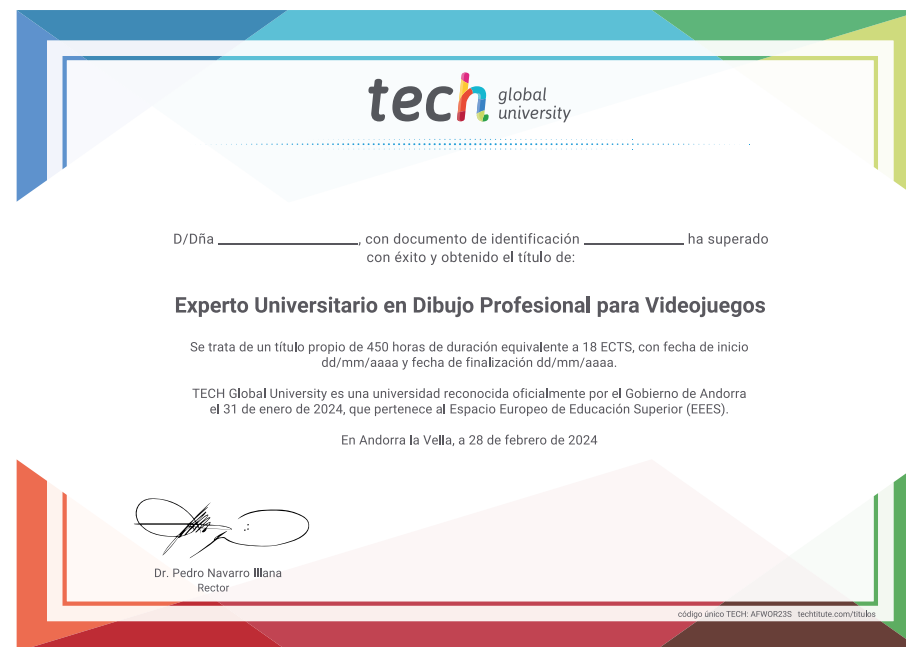 tech global
university
D/Dña ______________, con documento de identificación __________ ha superado
con éxito y obtenido el título de:
Experto Universitario en Dibujo Profesional para Videojuegos
Se trata de un título propio de 450 horas de duración equivalente a 18 ECTS, con fecha de inicio
dd/mm/aaaa y fecha de finalización dd/mm/aaaa.
TECH Global University es una universidad reconocida oficialmente por el Gobierno de Andorra
el 31 de enero de 2024, que pertenece al Espacio Europeo de Educación Superior (EEES).
En Andorra la Vella, a 28 de febrero de 2024
Dr. Pedro Navarro Illana
Rector
código único TECH: AFWOR23S techtitute.com/titulos